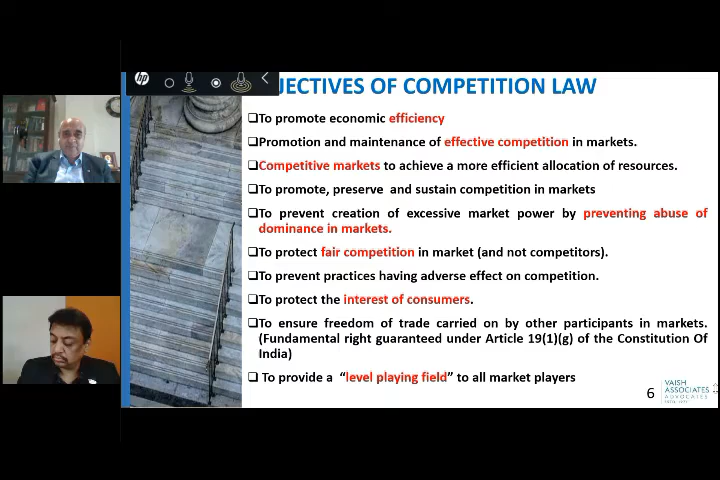 hp
JECTIVES OF COMPETITION LAW
❑To promote economic efficiency
❑Promotion and maintenance of effective competition in markets.
❑Competitive markets to achieve a more efficient allocation of resources.
❑To promote, preserve and sustain competition in markets
❑To prevent creation of excessive market power by preventing abuse of
dominance in markets.
❑To protect fair competition in market (and not competitors).
❑To prevent practices having adverse effect on competition.
❑To protect the interest of consumers.
❑To ensure freedom of trade carried on by other participants in markets.
(Fundamental right guaranteed under Article 19(1)(g) of the Constitution Of
India)
❑ To provide a “level playing field” to all market players
6
VAISH
ASSOCIATES
ADVOCATES